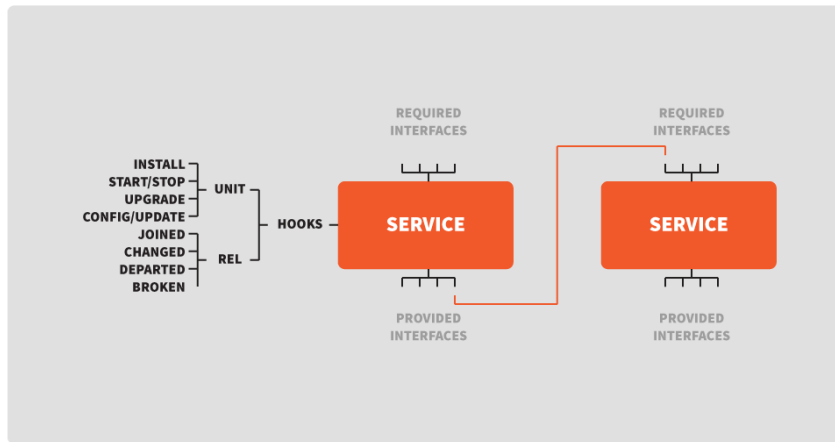 REQUIRED
INTERFACES
REQUIRED
INTERFACES
INSTALL
START/STOP
UPGRADE
CONFIG/UPDATE
UNIT
JOINED
CHANGED
DEPARTED
BROKEN
REL
HOOKS
SERVICE
SERVICE
PROVIDED
INTERFACES
PROVIDED
INTERFACES